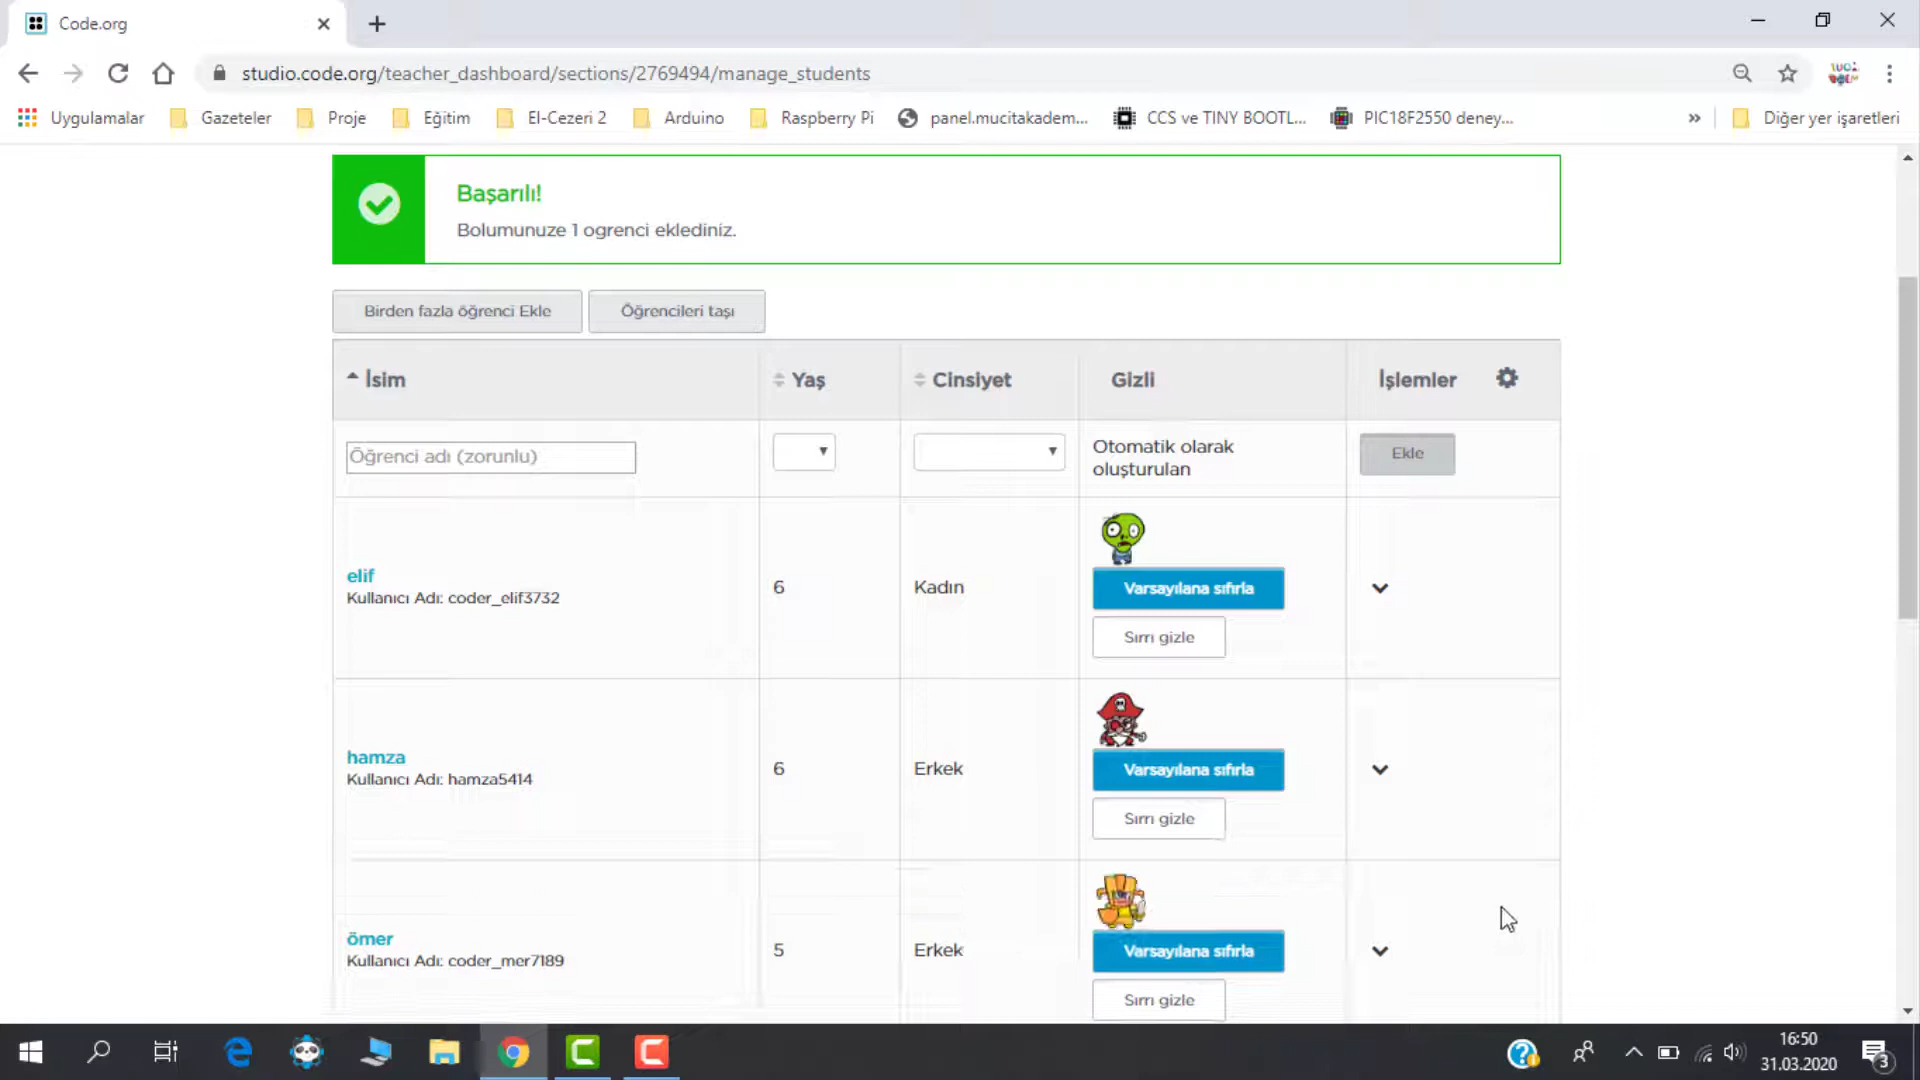 Code.org
studio.code.org/teacher_dashboard/sections/2769494/manage_students
Uygulamalar Gazeteler Proje Eğitim El-Cezeri 2 Arduino Raspberry Pi panel.mucitakadem... CCS ve TINY BOOTL... PIC18F2550 deney... » Diğer yer işaretleri
Başarılı!
Bolumunuze 1 ogrenci eklediniz.
Birden fazla öğrenci Ekle Öğrencileri taşı
İsim Yaş Cinsiyet Gizli İşlemler
Öğrenci adı (zorunlu) Otomatik olarak
oluşturulan
Ekle
elif
Kullanıcı Adı: coder_elif3732
6 Kadın
Varsayılana sıfırla
Sırrı gizle
hamza
Kullanıcı Adı: hamza5414
6 Erkek
Varsayılana sıfırla
Sırrı gizle
ömer
Kullanıcı Adı: coder_mer7189
5 Erkek
Varsayılana sıfırla
Sırrı gizle
16:50
31.03.2020
3